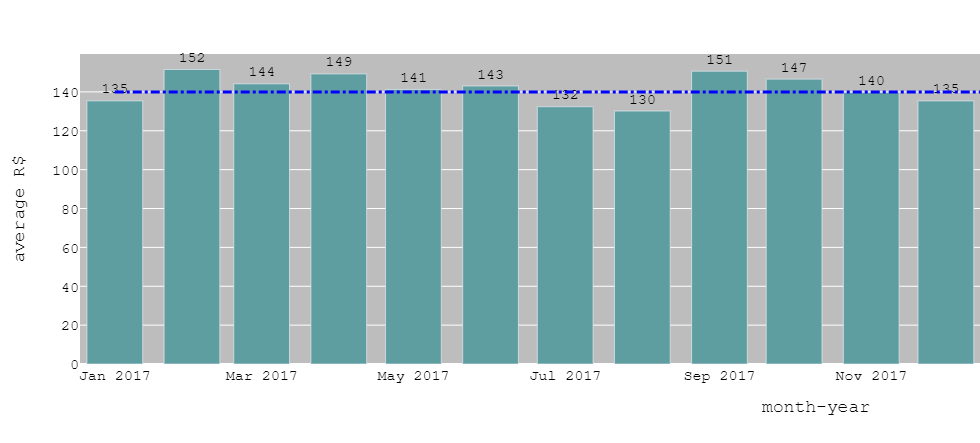 152
151
149
147
144
143
141
140
135
135
132
130
140
120
100
80
60
40
20
0
average R$
Jan 2017
Mar 2017
May 2017
Jul 2017
Sep 2017
Nov 2017
month-year